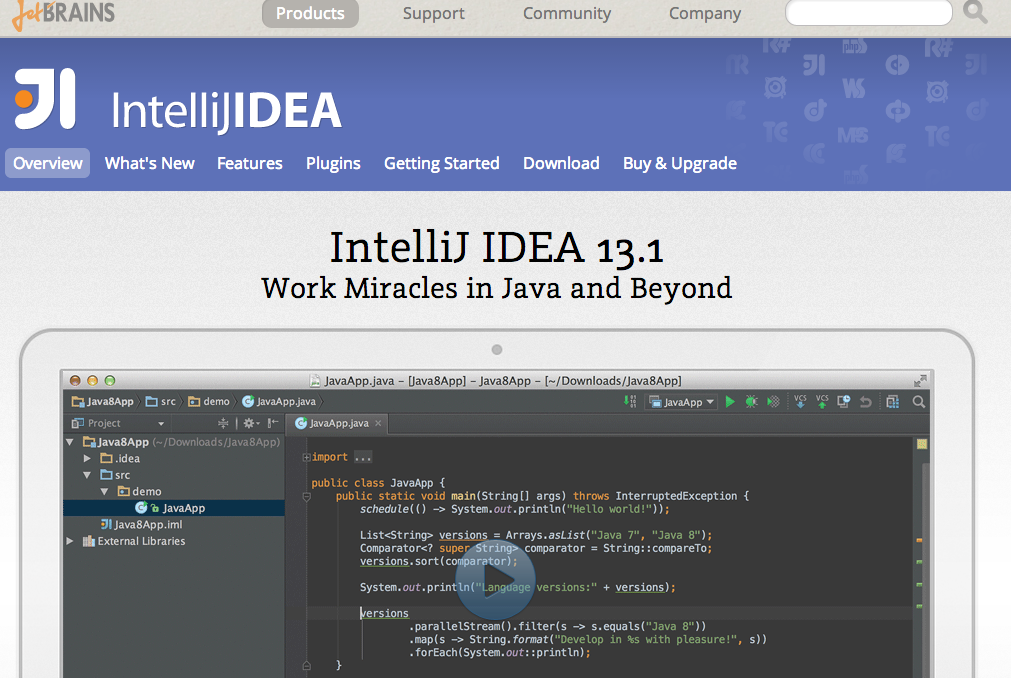 JetBRAINS
Products
Support
Community
Company
IntelliJIDEA
Overview
What's New
Features
Plugins
Getting Started
Download
Buy & Upgrade
IntelliJ IDEA 13.1
Work Miracles in Java and Beyond
JavaApp.java – [Java8App] – Java8App – [~/Downloads/Java8App]
Java8App src demo JavaApp.java
JavaApp
VCS VCS
Project
JavaApp.java
Java8App (~/Downloads/Java8App)
.idea
src
demo
JavaApp
Java8App.iml
External Libraries
import ...
public class JavaApp {
public static void main(String[] args) throws InterruptedException {
schedule(() -> System.out.println("Hello world!"));
List<String> versions = Arrays.asList("Java 7", "Java 8");
Comparator<? super String> comparator = String::compareTo;
versions.sort(comparator);
System.out.println("Language versions:" + versions);
versions
.parallelStream().filter(s -> s.equals("Java 8"))
.map(s -> String.format("Develop in %s with pleasure!", s))
.forEach(System.out::println);
}